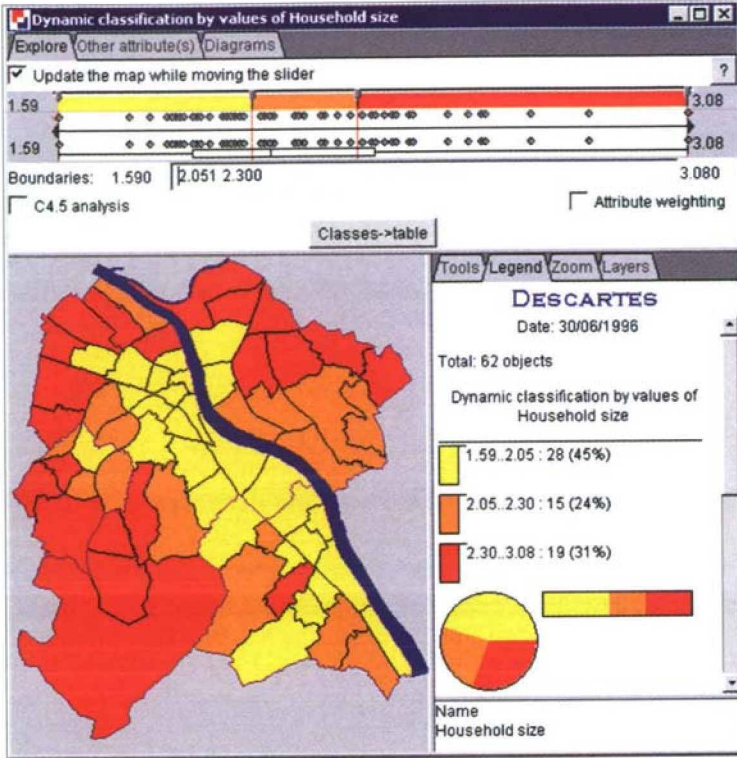 Dynamic classification by values of Household size
Explore Other attribute(s) Diagrams
Update the map while moving the slider ?
1.59 3.08
1.59 3.08
Boundaries: 1.590 2.051 2.300 3.080
C4.5 analysis Attribute weighting
Classes->table
Tools Legend Zoom Layers
DESCARTES
Date: 30/06/1996
Total: 62 objects
Dynamic classification by values of
Household size
1.59..2.05 : 28 (45%)
2.05..2.30 : 15 (24%)
2.30..3.08 : 19 (31%)
Name
Household size